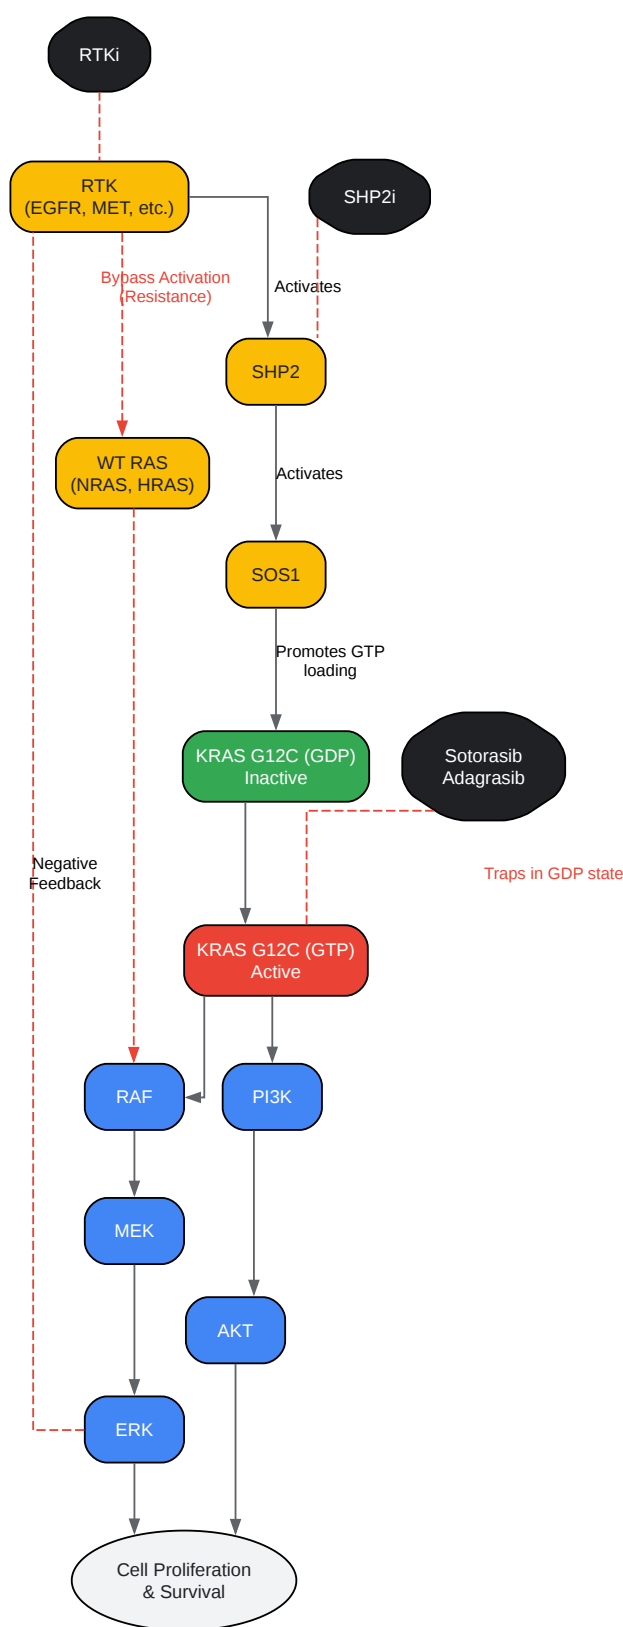 RTKi
RTK
(EGFR, MET, etc.)
SHP2i
Bypass Activation
(Resistance)
Activates
SHP2
WT RAS
(NRAS, HRAS)
Activates
SOS1
Promotes GTP
loading
KRAS G12C (GDP)
Inactive
Sotorasib
Adagrasib
Negative
Feedback
Traps in GDP state
KRAS G12C (GTP)
Active
RAF
PI3K
MEK
AKT
ERK
Cell Proliferation
& Survival